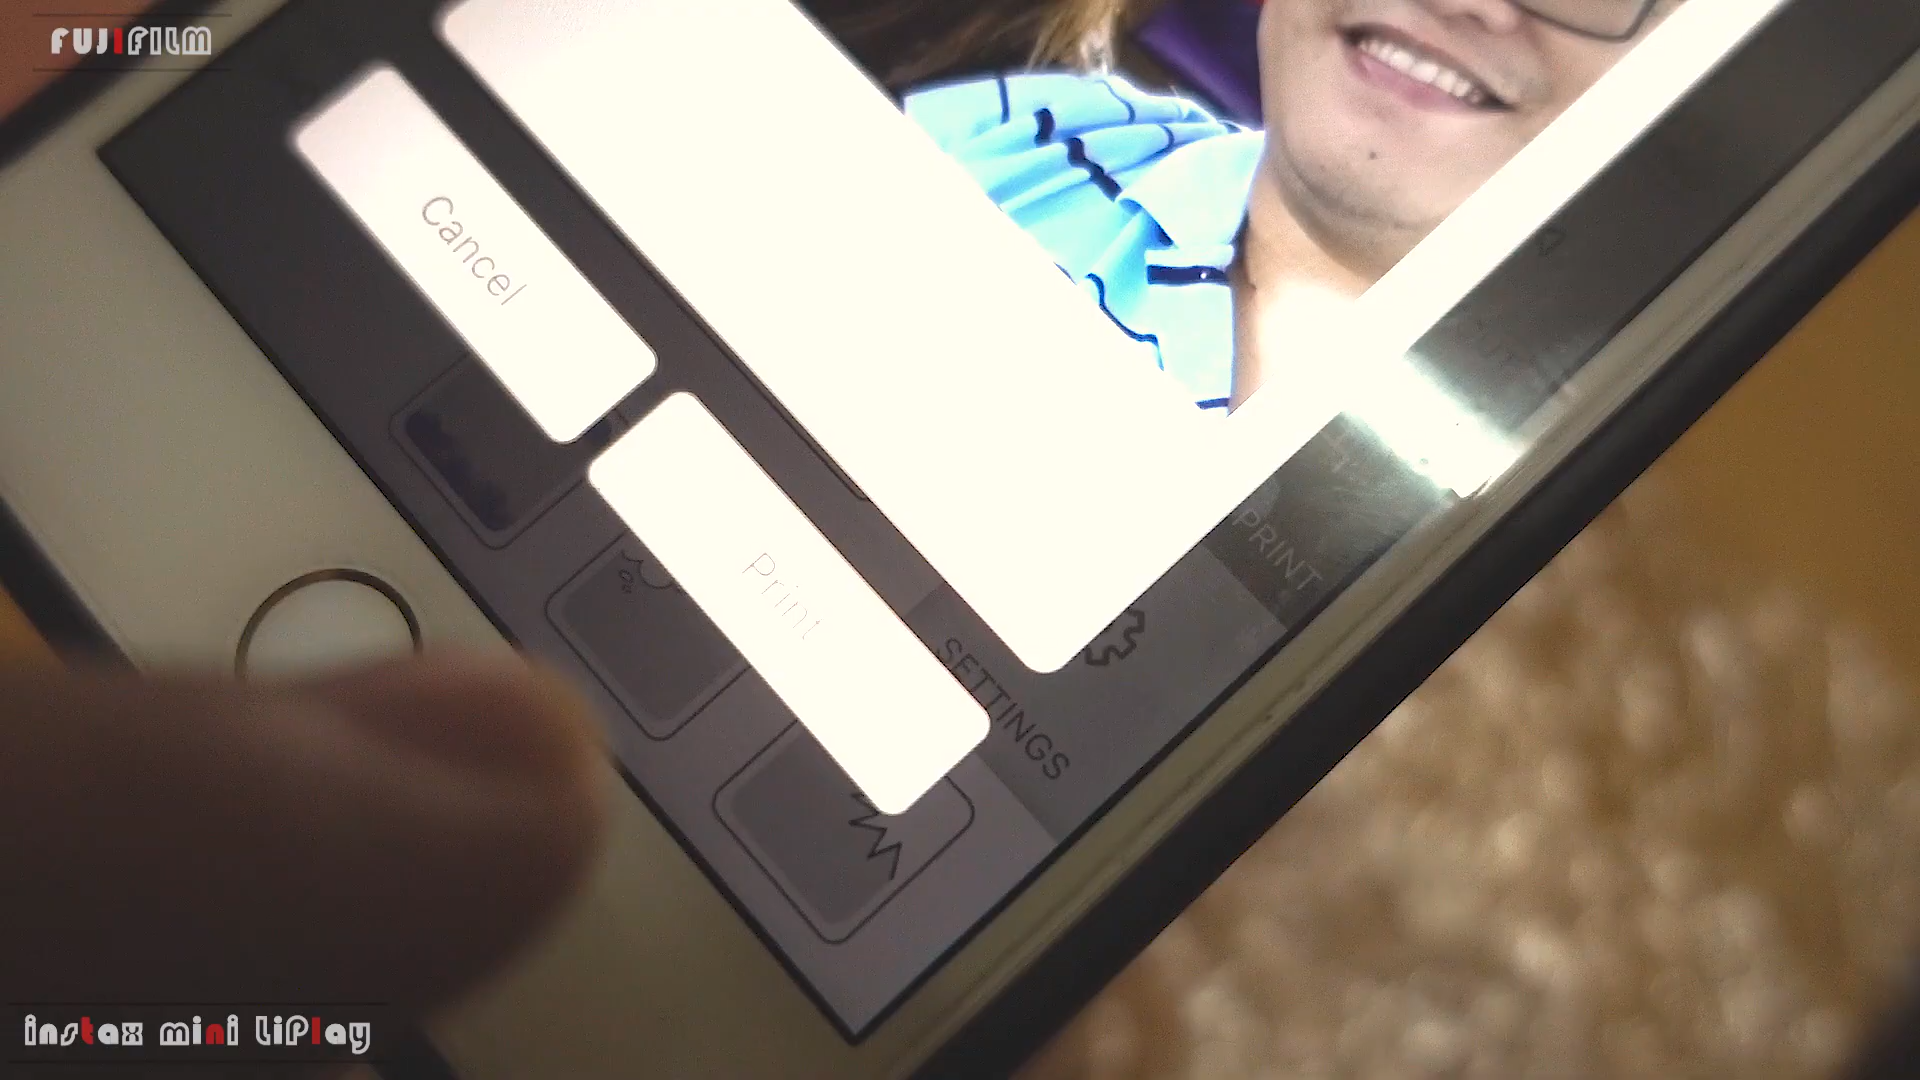 FUJIFILM
Cancel
Print
PRINT
SETTINGS
instax mini LiPlay